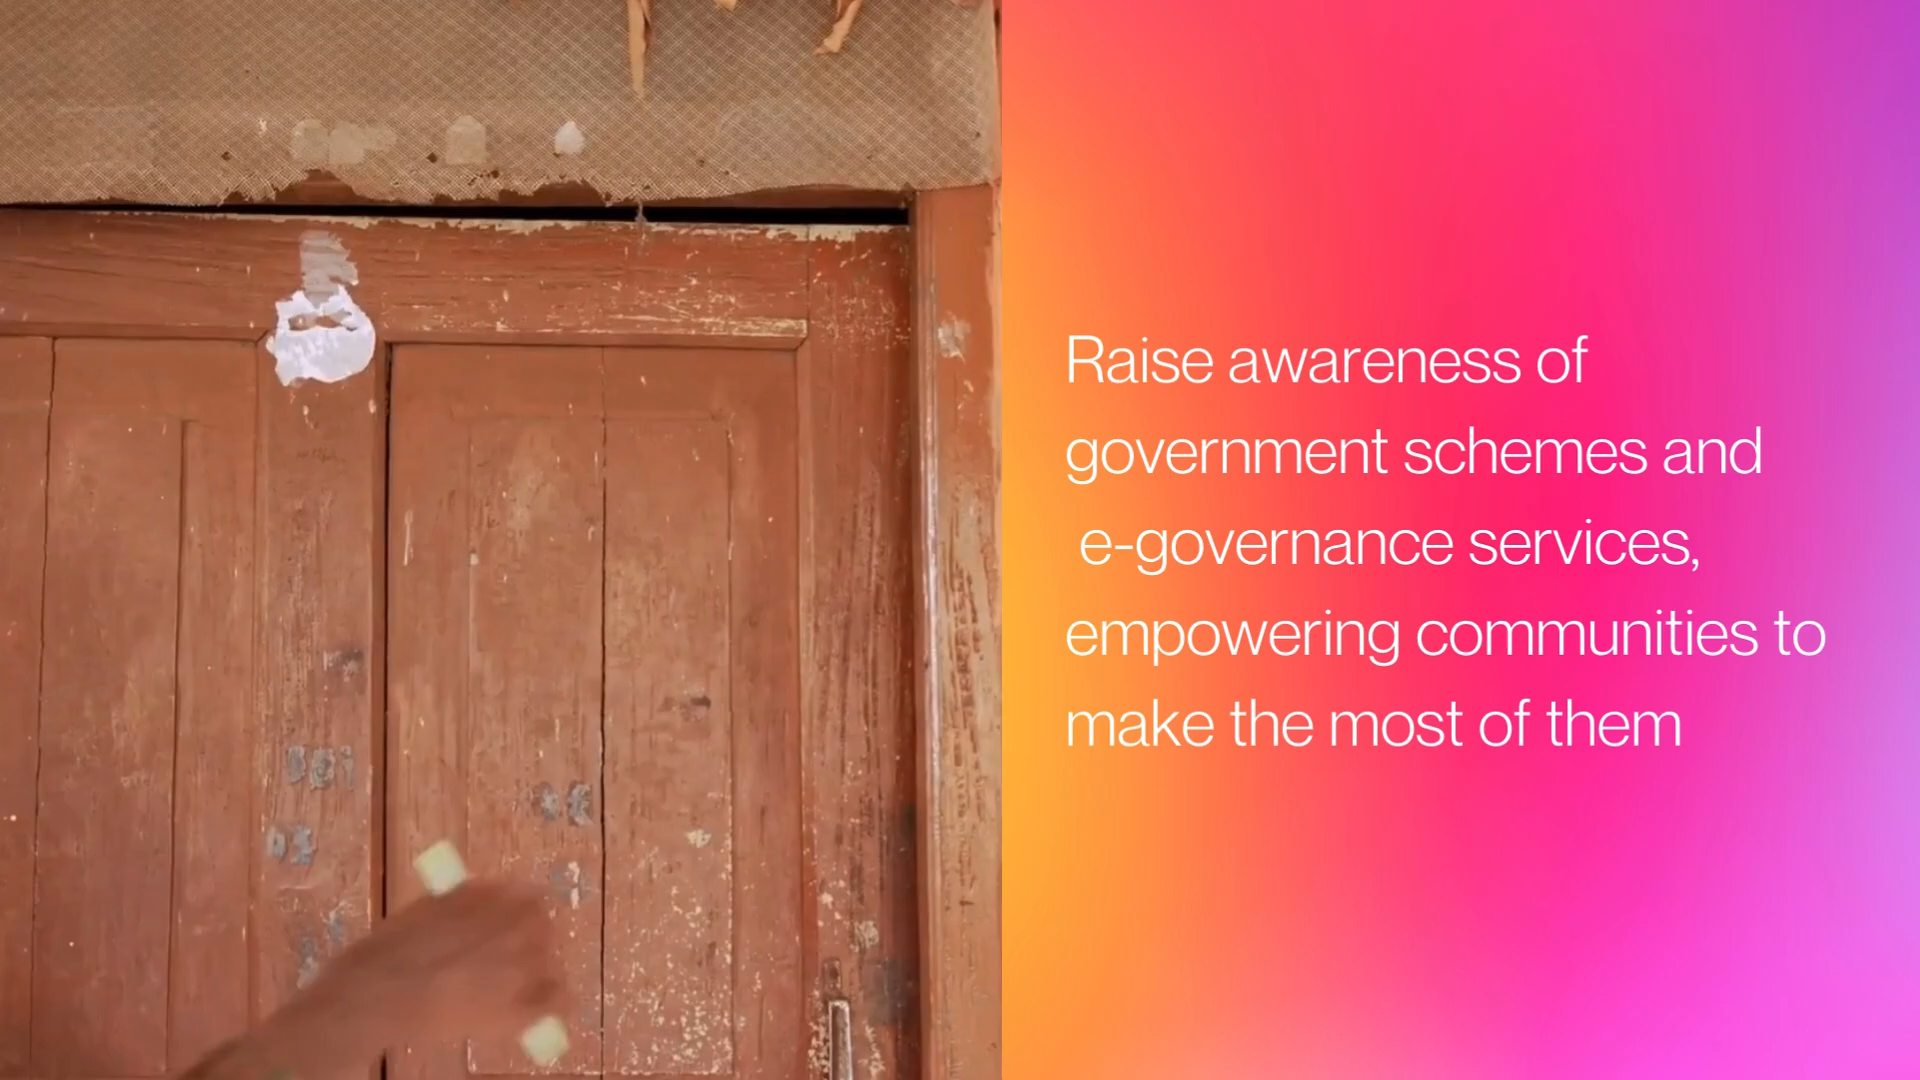 Raise awareness of
government schemes and
e-governance services,
empowering communities to
make the most of them